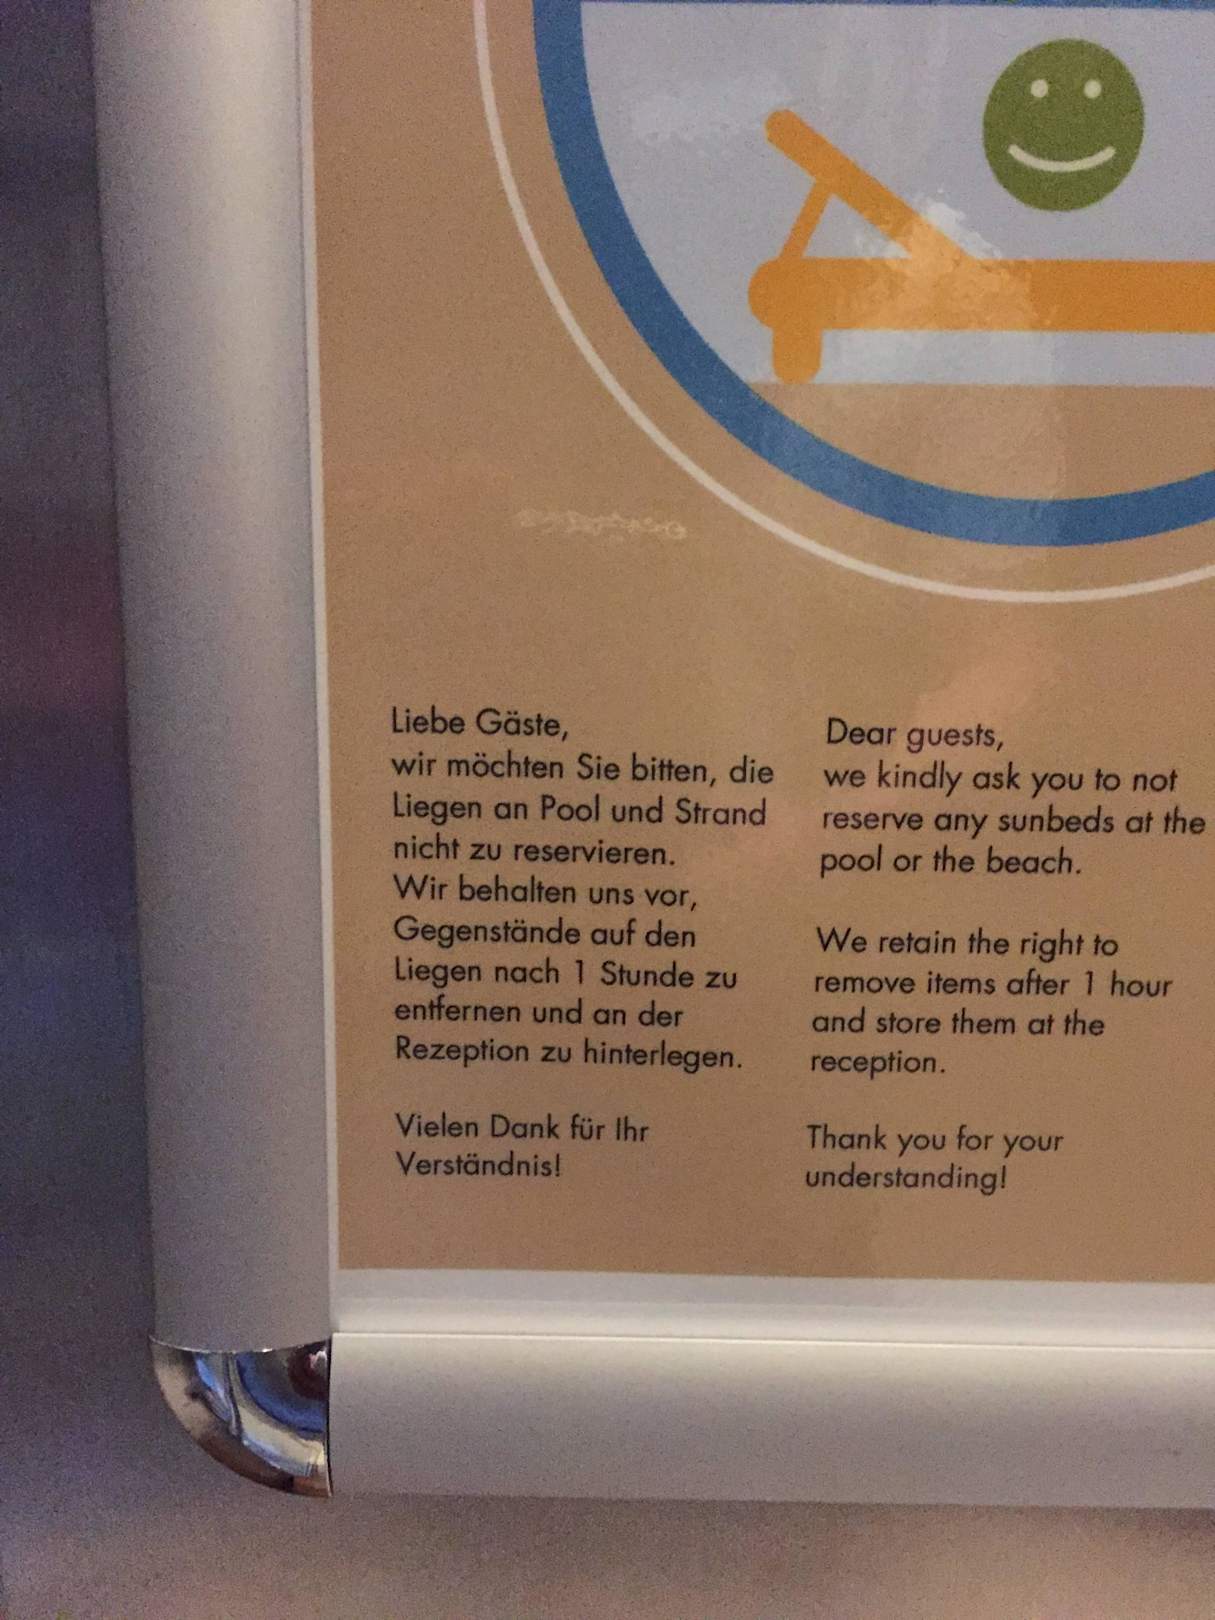 Liebe Gäste,
wir möchten Sie bitten, die
Liegen an Pool und Strand
nicht zu reservieren.
Wir behalten uns vor,
Gegenstände auf den
Liegen nach 1 Stunde zu
entfernen und an der
Rezeption zu hinterlegen.
Vielen Dank für Ihr
Verständnis!
Dear guests,
we kindly ask you to not
reserve any sunbeds at the
pool or the beach.
We retain the right to
remove items after 1 hour
and store them at the
reception.
Thank you for your
understanding!